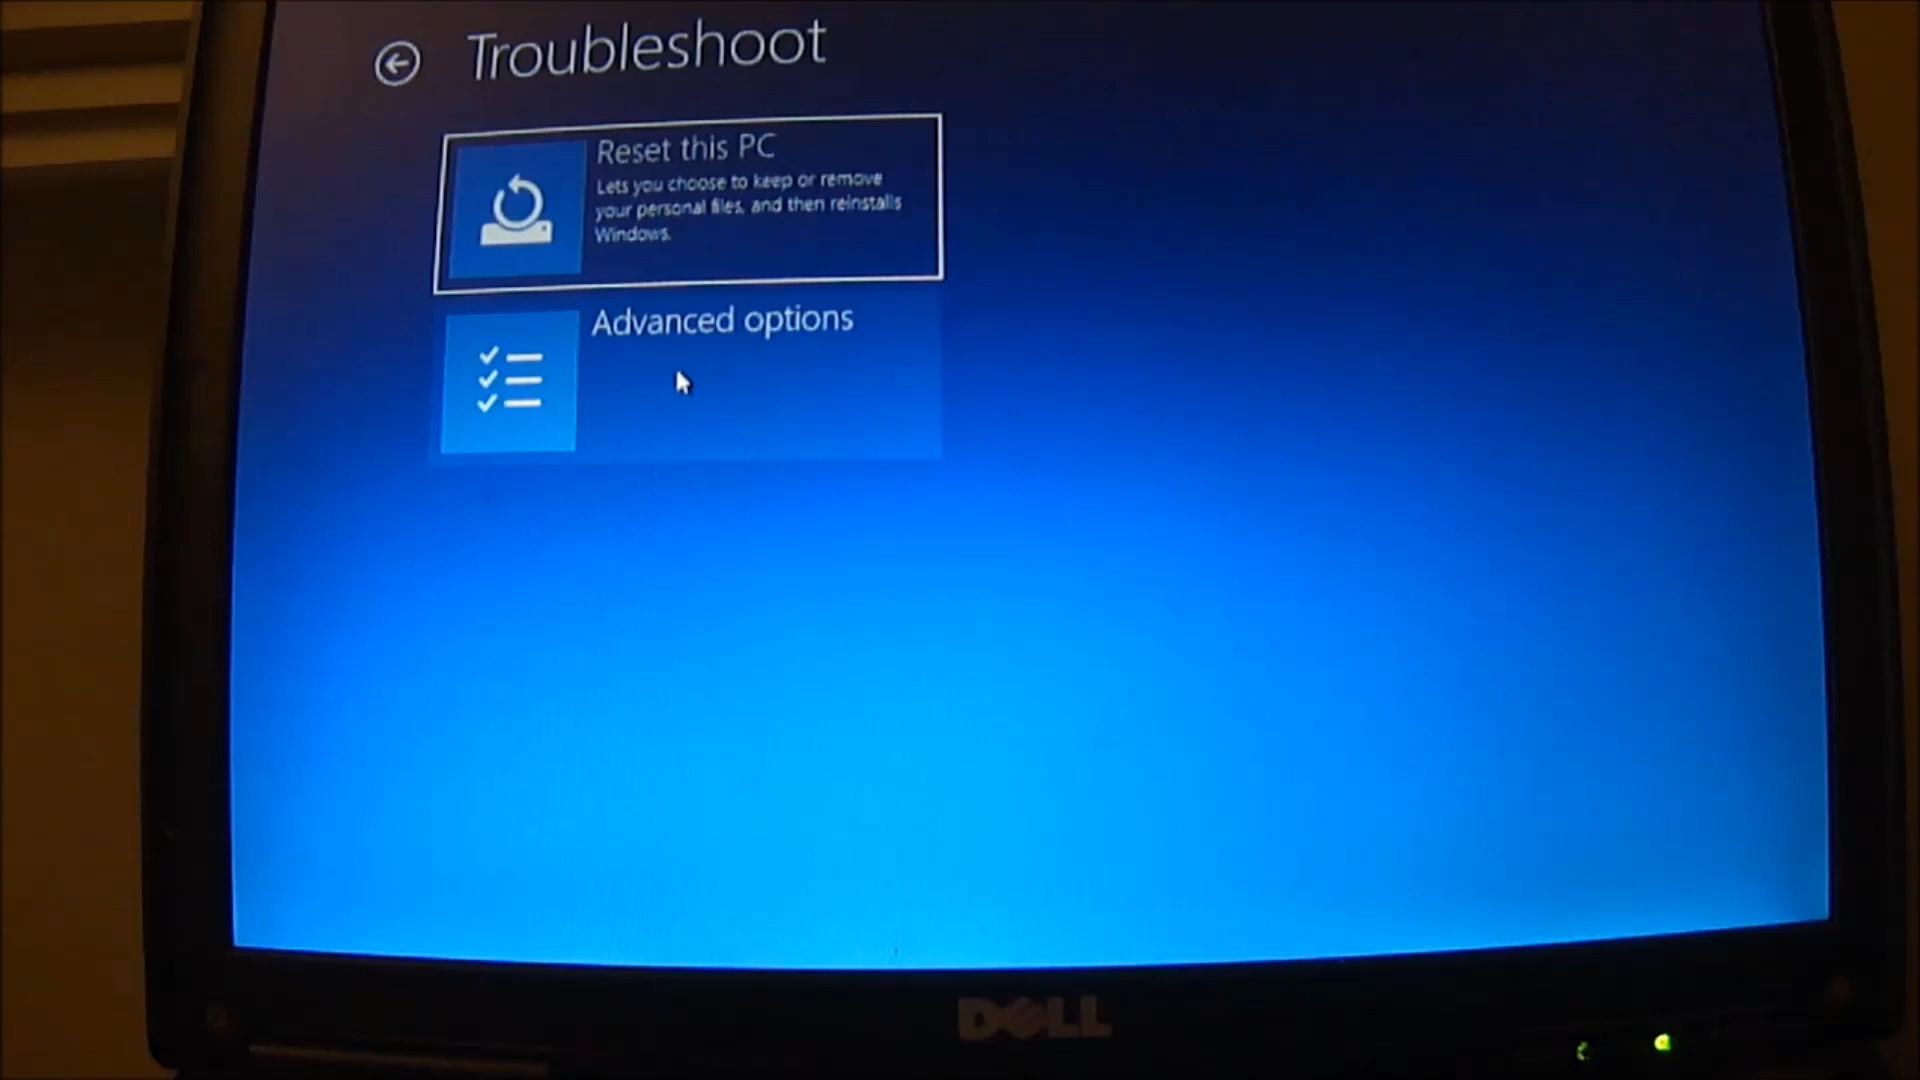 Troubleshoot
Reset this PC
Lets you choose to keep or remove
your personal files, and then reinstalls
Windows.
Advanced options
DELL